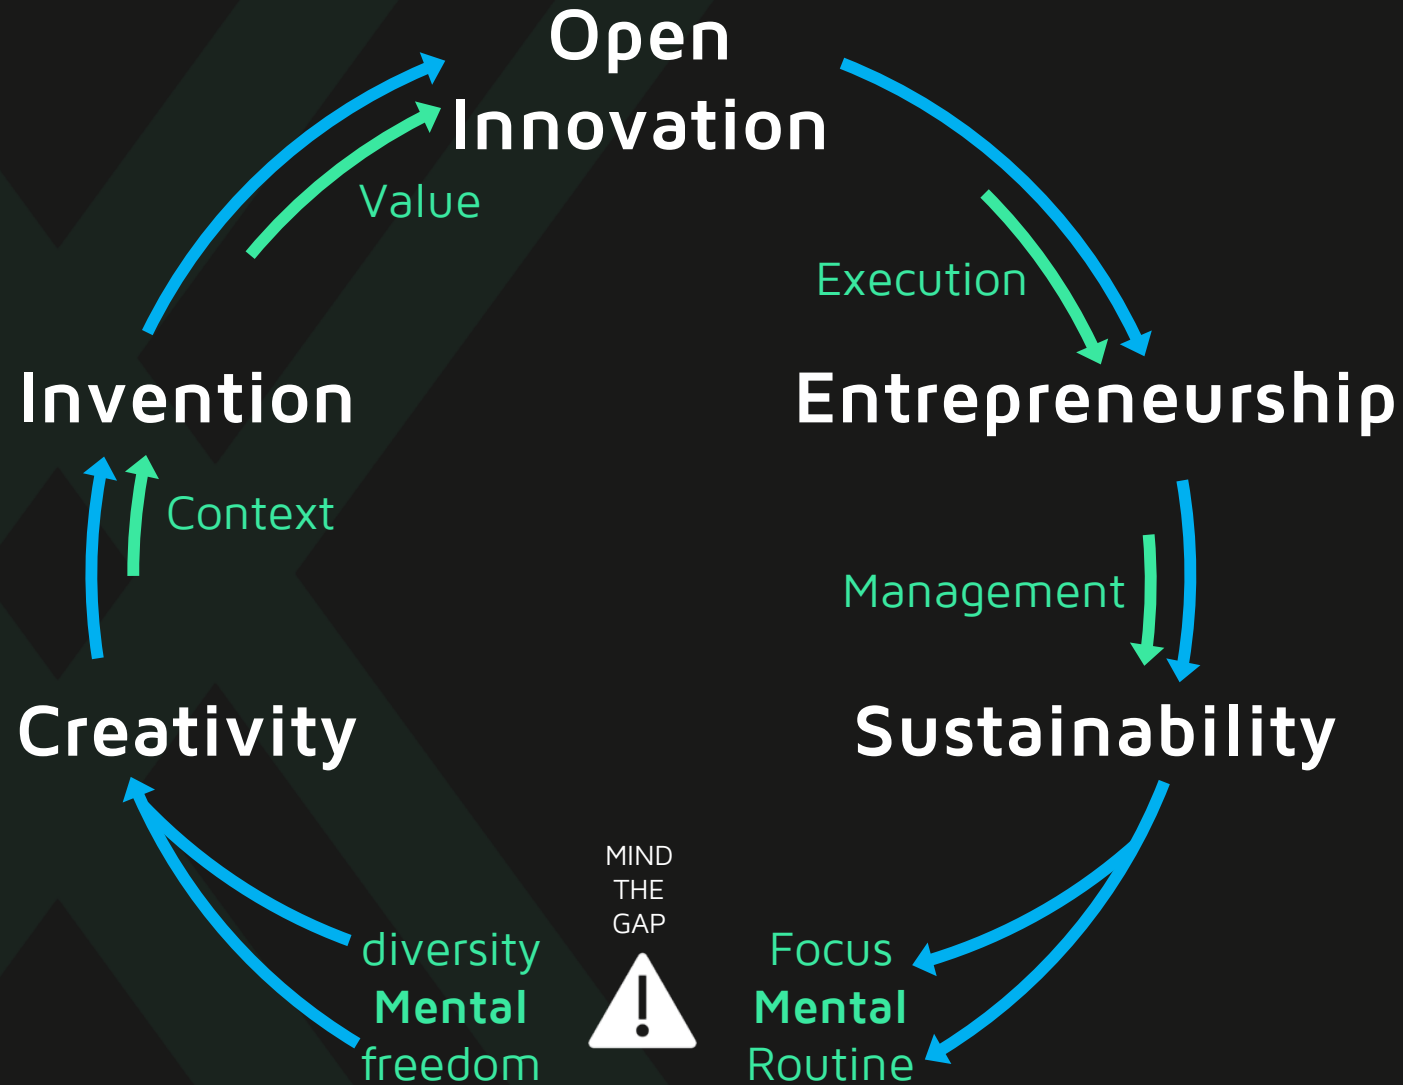 Open
Innovation
Value
Execution
Invention
Entrepreneurship
Context
Management
Creativity
Sustainability
MIND
THE
GAP
diversity
Mental
freedom
Focus
Mental
Routine